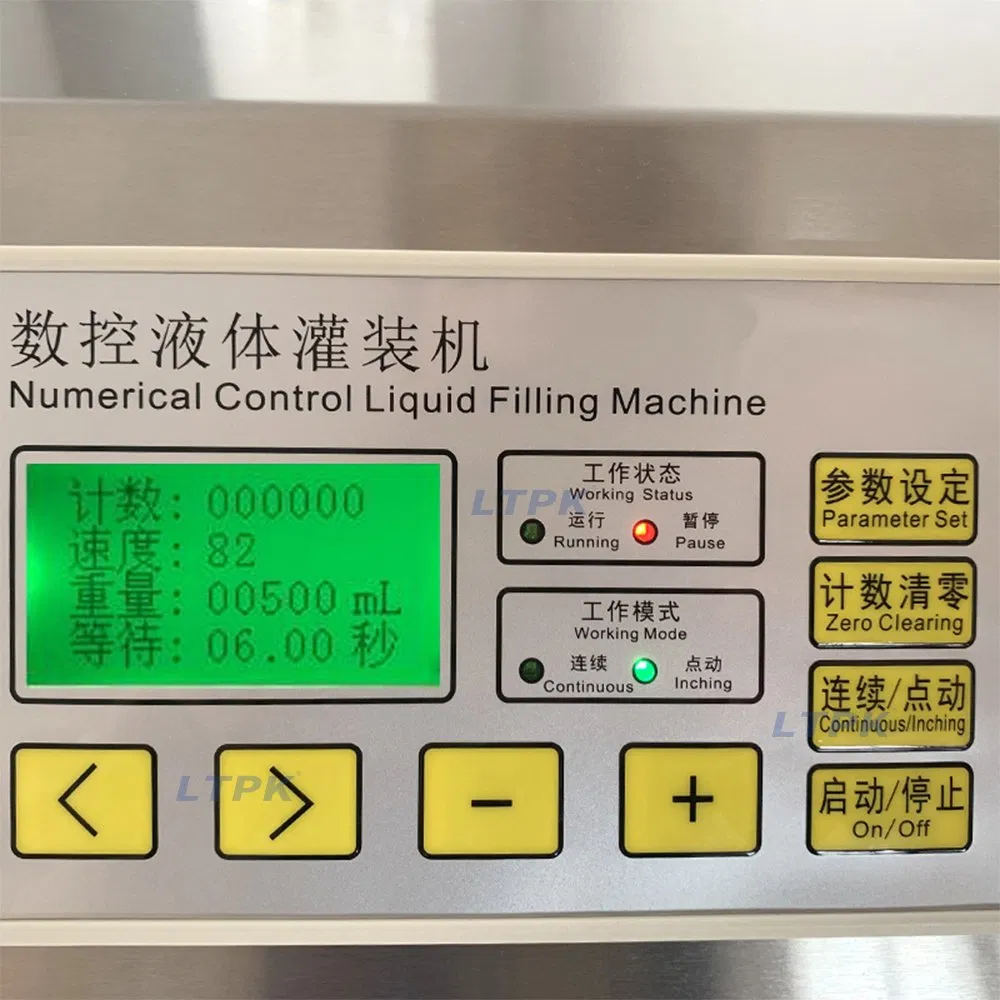 数控液体灌装机
Numerical Control Liquid Filling Machine
计数: 000000
速度: 82
重量: 00500 mL
等待: 06.00 秒
工作状态
Working Status
运行
Running
暂停
Pause
工作模式
Working Mode
连续
Continuous
点动
Inching
参数设定
Parameter Set
计数清零
Zero Clearing
连续/点动
Continuous/Inching
启动/停止
On/Off
< > − +
LTPK
LTPK
LTPK